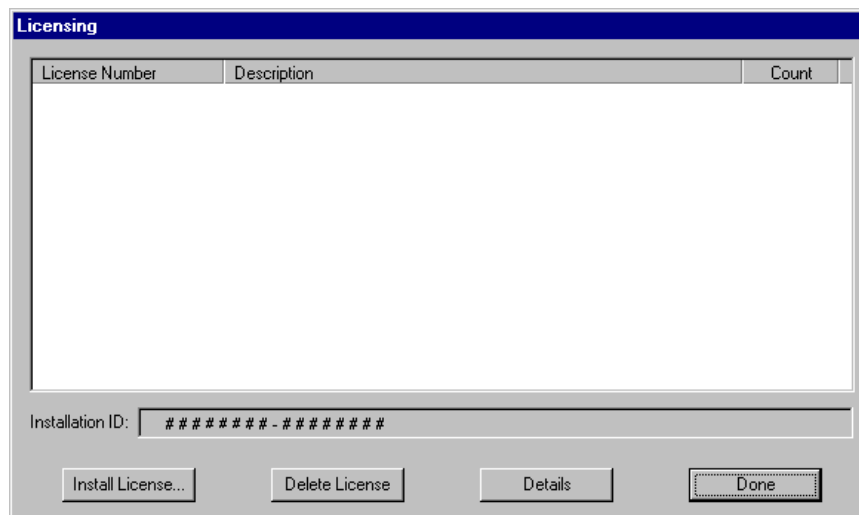 Licensing
License Number Description Count
Installation ID: ########-########
Install License... Delete License Details Done